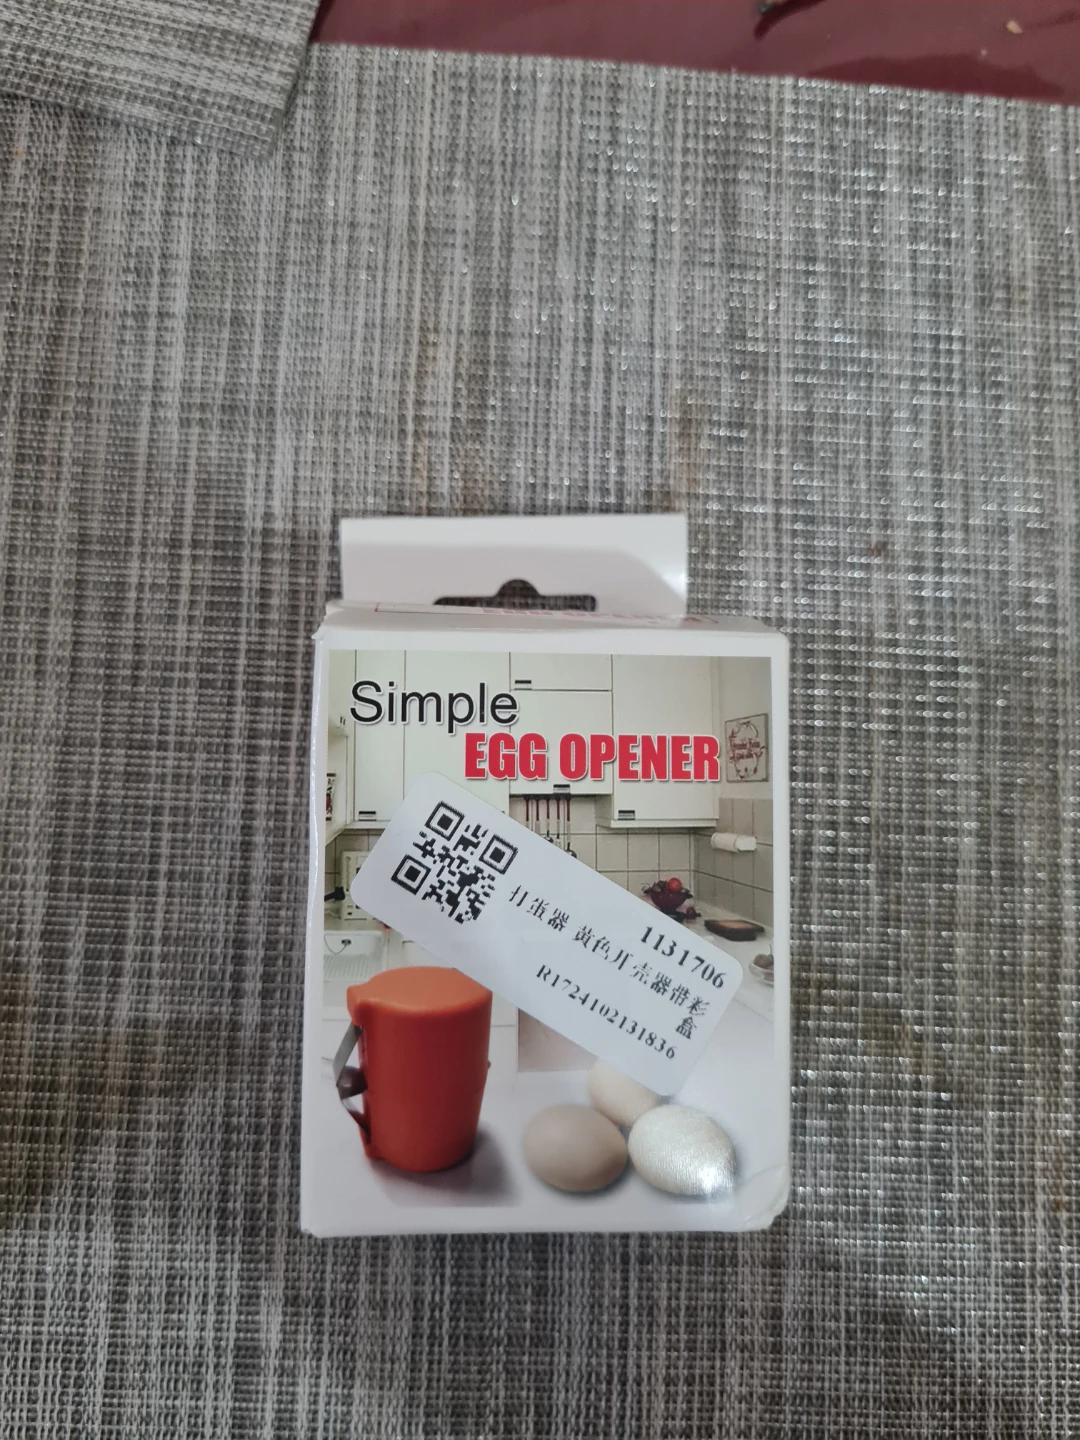 Simple
EGG OPENER
1131706
打蛋器 黄色开壳器带彩
盒
R1724102131836